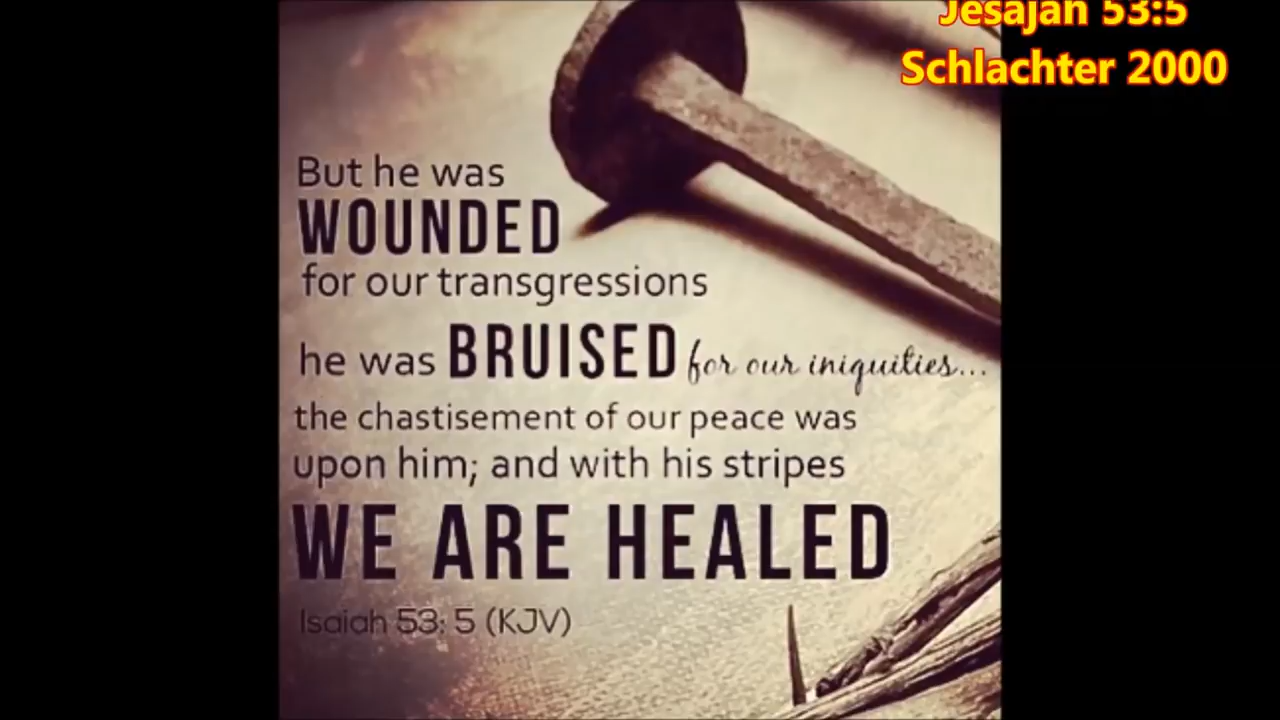 Jesajah 53:5
Schlachter 2000
But he was
WOUNDED
for our transgressions
he was BRUISED for our iniquities...
the chastisement of our peace was
upon him; and with his stripes
WE ARE HEALED
Isaiah 53: 5 (KJV)